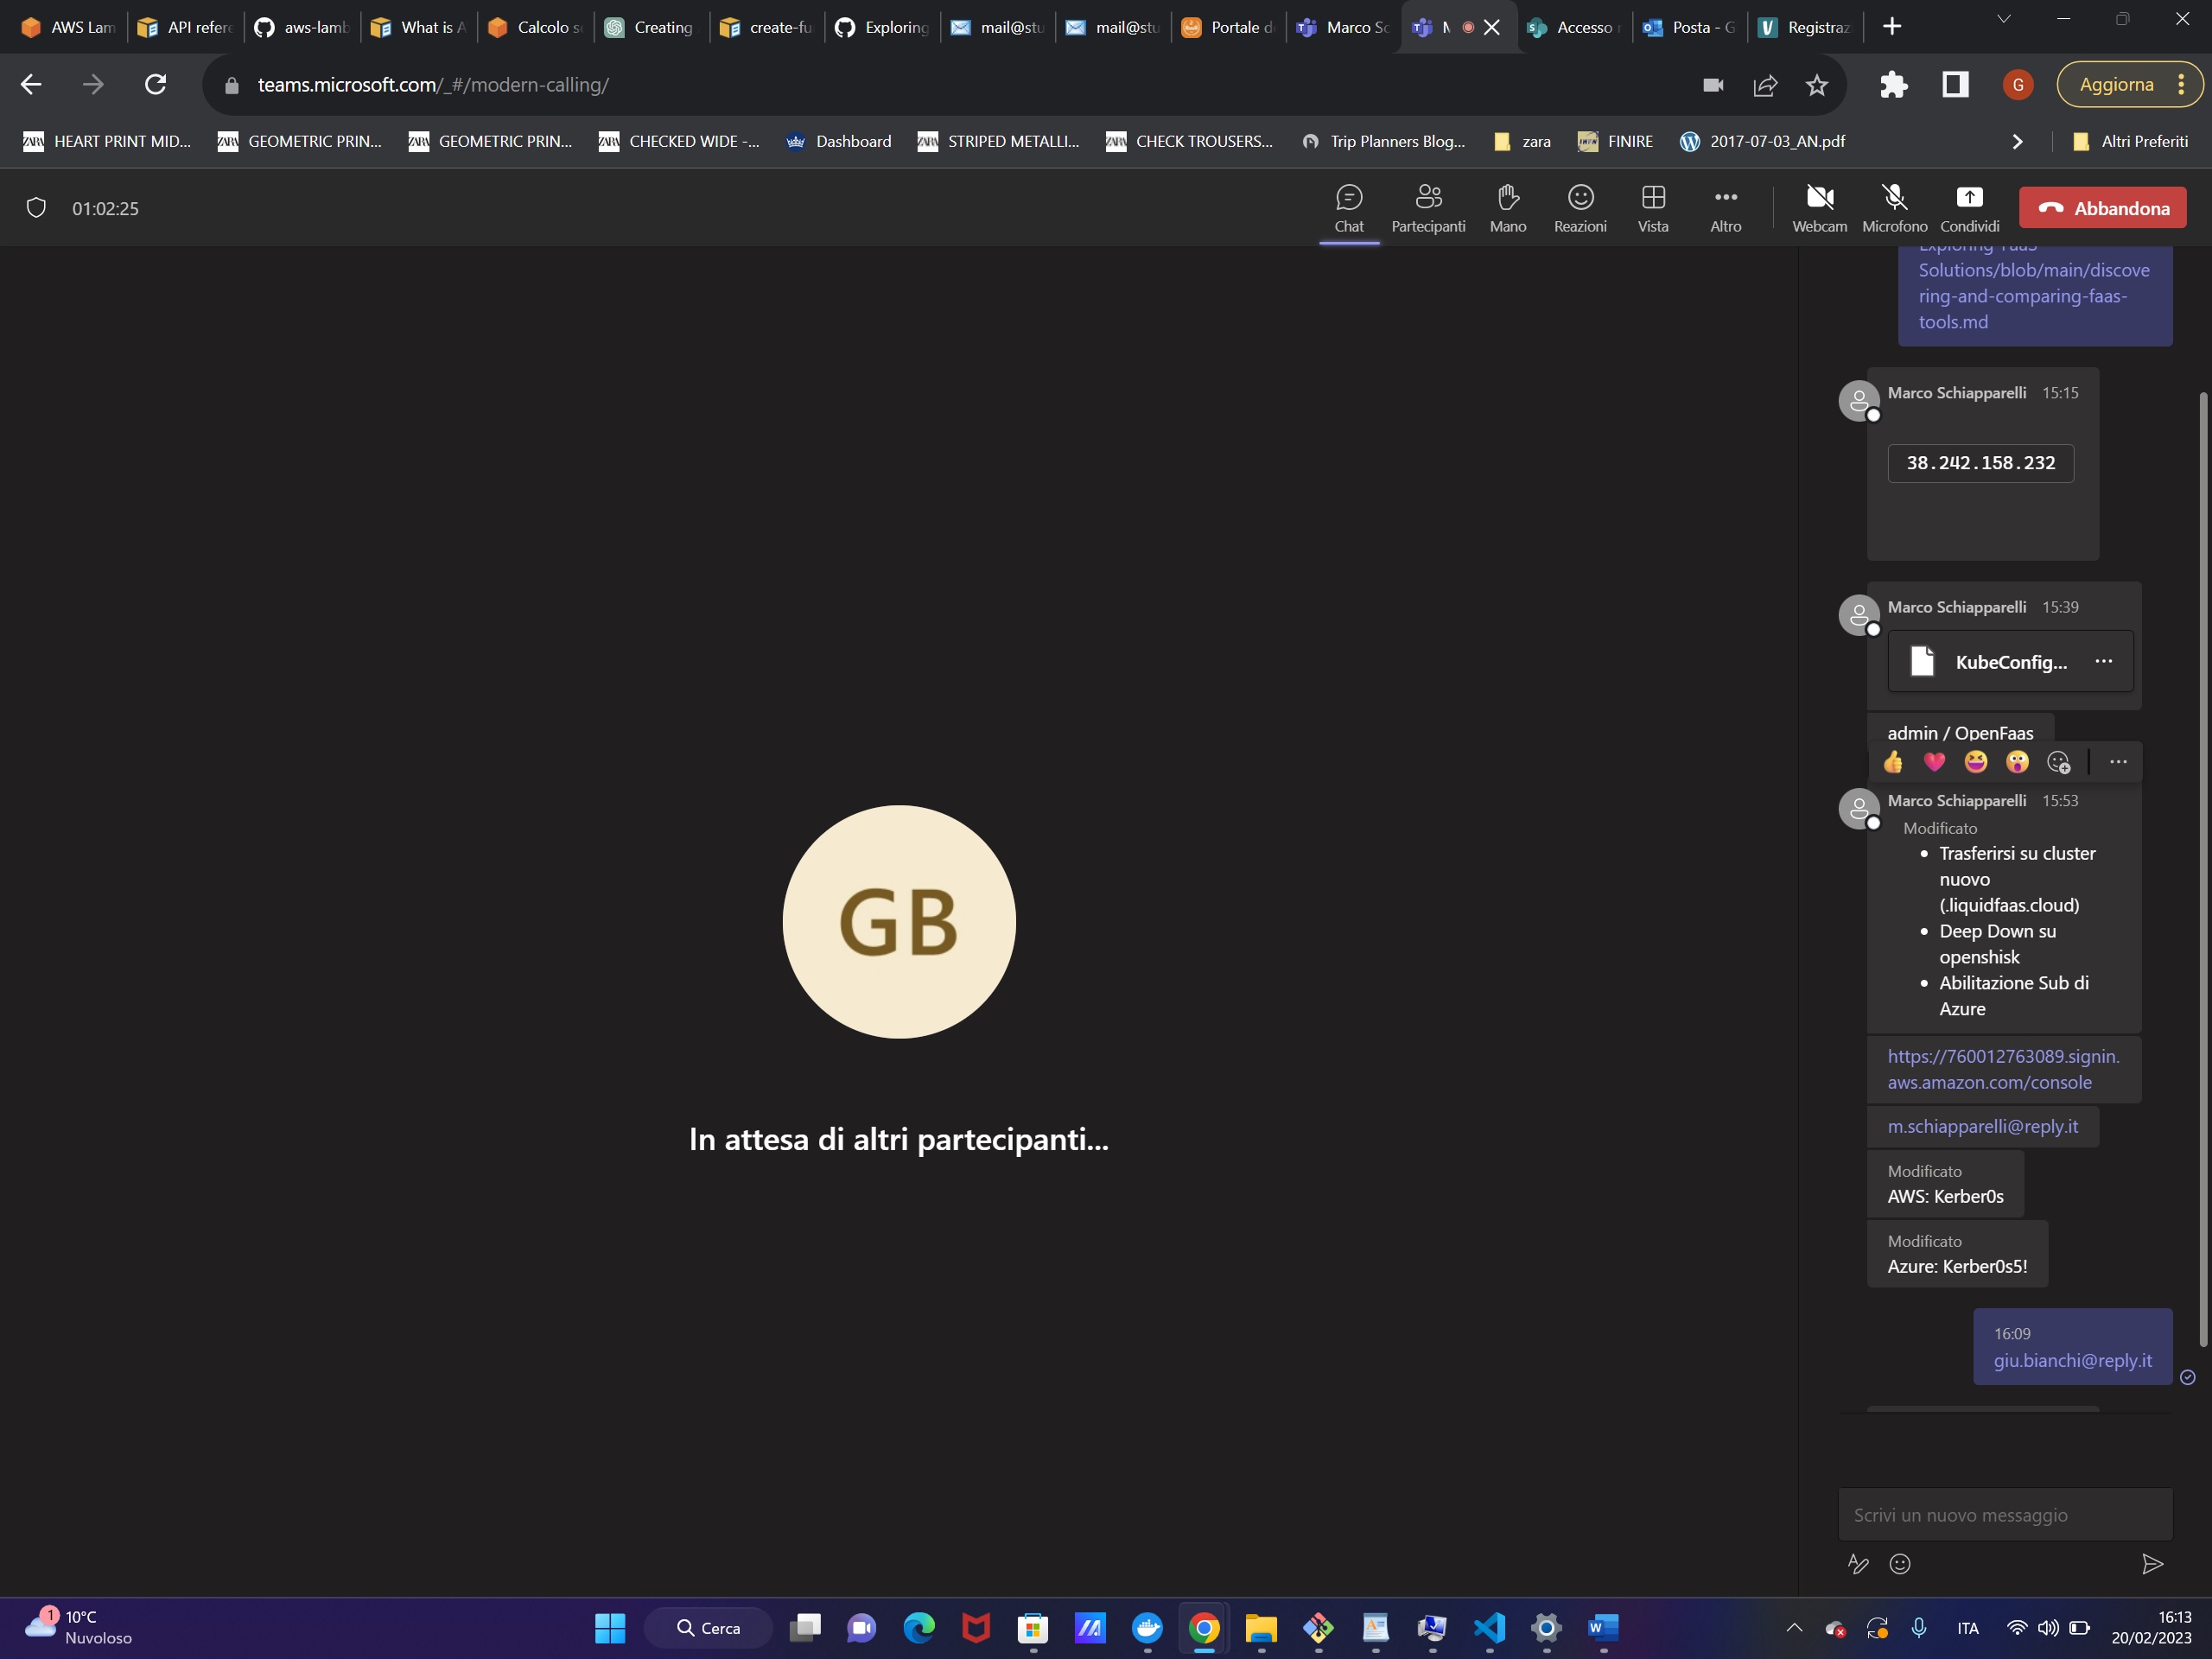 AWS Lam
API refere
aws-lamb
What is A
Calcolo se
Creating
create-fu
Exploring
mail@stu
mail@stu
Portale d
Marco Sc
Accesso
Posta - G
Registraz
teams.microsoft.com/_#/modern-calling/
G
Aggiorna
HEART PRINT MID...
GEOMETRIC PRIN...
GEOMETRIC PRIN...
CHECKED WIDE -...
Dashboard
STRIPED METALLI...
CHECK TROUSERS...
Trip Planners Blog...
zara
FINIRE
2017-07-03_AN.pdf
Altri Preferiti
01:02:25
Chat
Partecipanti
Mano
Reazioni
Vista
Altro
Webcam
Microfono
Condividi
Abbandona
GB
In attesa di altri partecipanti...
Exploring-FaaS-
Solutions/blob/main/discove
ring-and-comparing-faas-
tools.md
Marco Schiapparelli 15:15
38.242.158.232
Marco Schiapparelli 15:39
KubeConfig...
admin / OpenFaas
Marco Schiapparelli 15:53
Modificato
• Trasferirsi su cluster
nuovo
(.liquidfaas.cloud)
• Deep Down su
openshisk
• Abilitazione Sub di
Azure
https://760012763089.signin.
aws.amazon.com/console
m.schiapparelli@reply.it
Modificato
AWS: Kerber0s
Modificato
Azure: Kerber0s5!
16:09
giu.bianchi@reply.it
Scrivi un nuovo messaggio
1
10°C
Nuvoloso
Cerca
ITA
16:13
20/02/2023